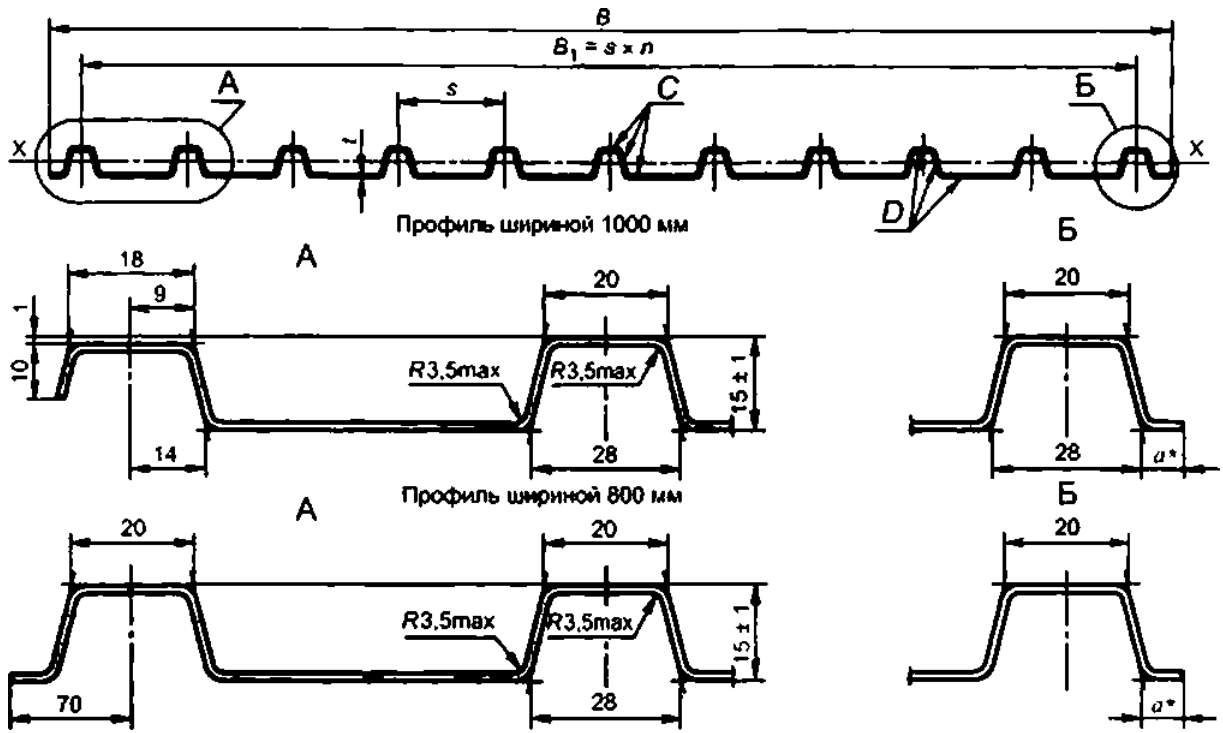 B
B₁ = s × n
А
s
C
Б
X
t
X
D
Профиль шириной 1000 мм
А
Б
18
20
20
9
1
10
R3,5max
R3,5max
15 ± 1
14
28
28
a*
Профиль шириной 800 мм
А
Б
20
20
20
R3,5max
R3,5max
15 ± 1
70
28
a*